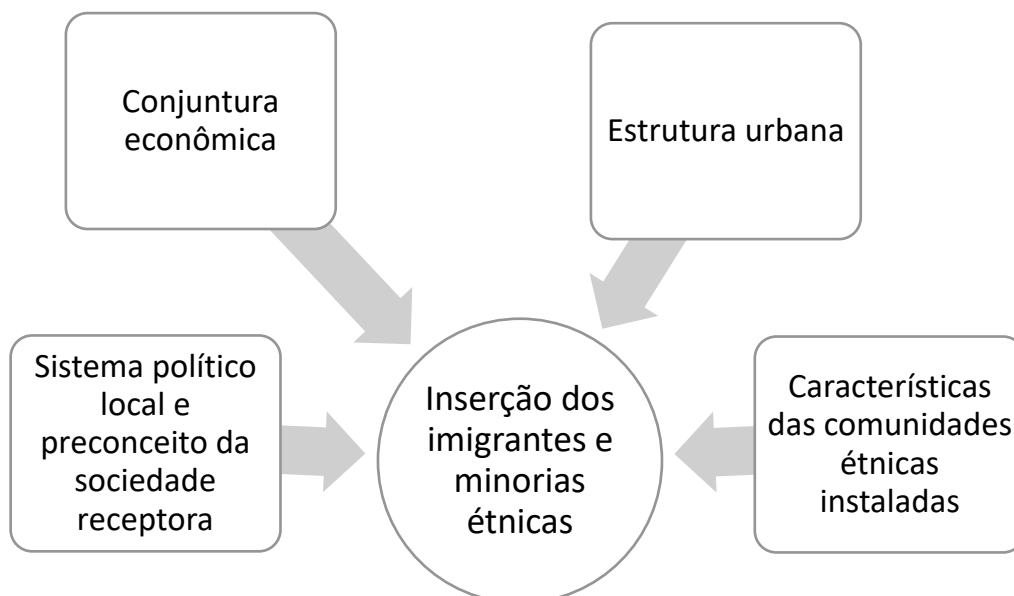 Conjuntura
econômica
Estrutura urbana
Sistema político
local e
preconceito da
sociedade
receptora
Inserção dos
imigrantes e
minorias
étnicas
Característícas
das comunidades
étnicas
instaladas